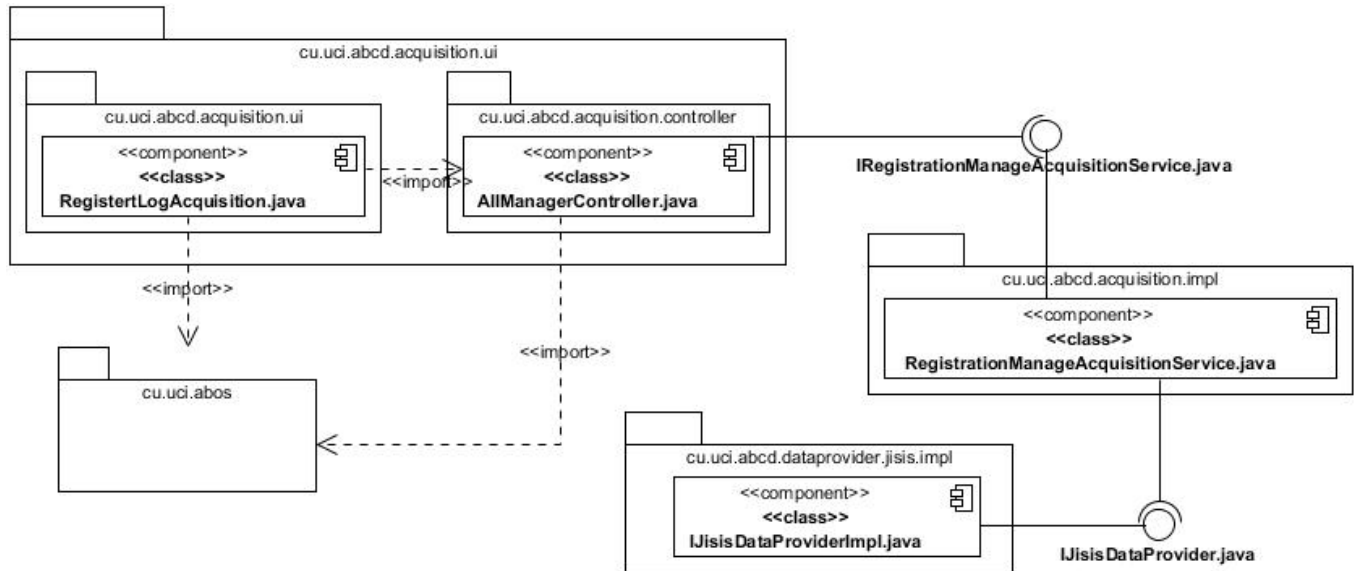 cu.uci.abcd.acquisition.ui
cu.uci.abcd.acquisition.ui
<<component>>
<<class>>
RegistertLogAcquisition.java
<<import>>
cu.uci.abcd.acquisition.controller
<<component>>
<<class>>
AllManagerController.java
IRegistrationManageAcquisitionService.java
<<import>>
<<import>>
cu.uci.abcd.acquisition.impl
<<component>>
<<class>>
RegistrationManageAcquisitionService.java
cu.uci.abos
cu.uci.abcd.dataprovider.jisis.impl
<<component>>
<<class>>
IJisisDataProviderImpl.java
IJisisDataProvider.java